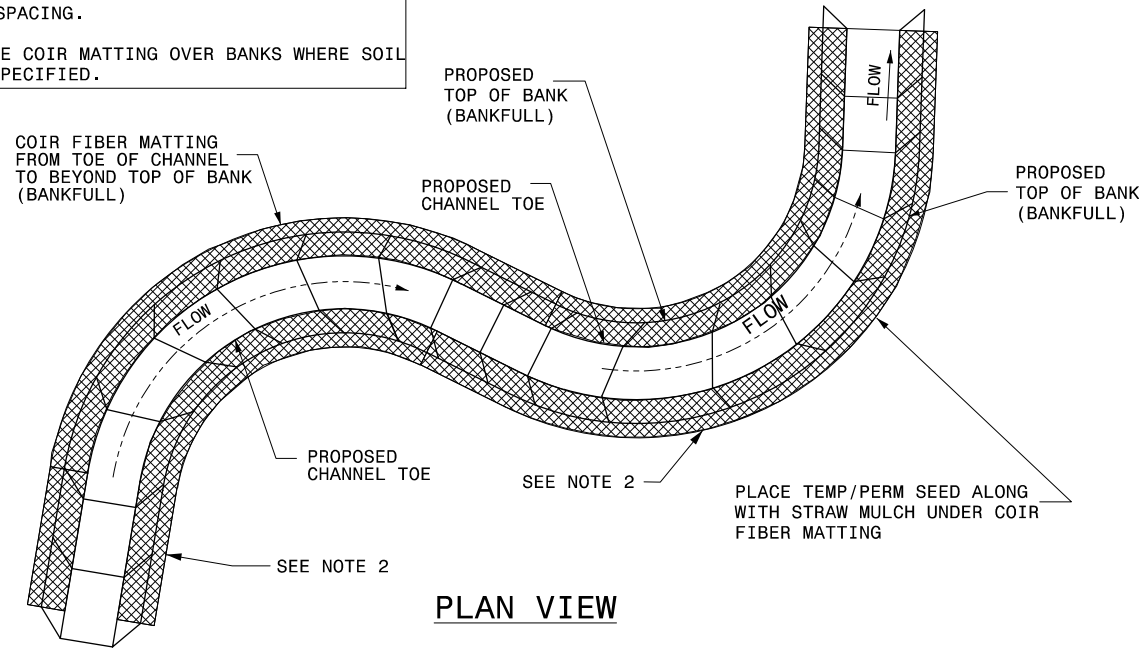 SPACING.
E COIR MATTING OVER BANKS WHERE SOIL
PECIFIED.
PROPOSED
TOP OF BANK
(BANKFULL)
FLOW
COIR FIBER MATTING
FROM TOE OF CHANNEL
TO BEYOND TOP OF BANK
(BANKFULL)
PROPOSED
CHANNEL TOE
PROPOSED
TOP OF BANK
(BANKFULL)
FLOW
FLOW
PROPOSED
CHANNEL TOE
SEE NOTE 2
PLACE TEMP/PERM SEED ALONG
WITH STRAW MULCH UNDER COIR
FIBER MATTING
SEE NOTE 2
PLAN VIEW